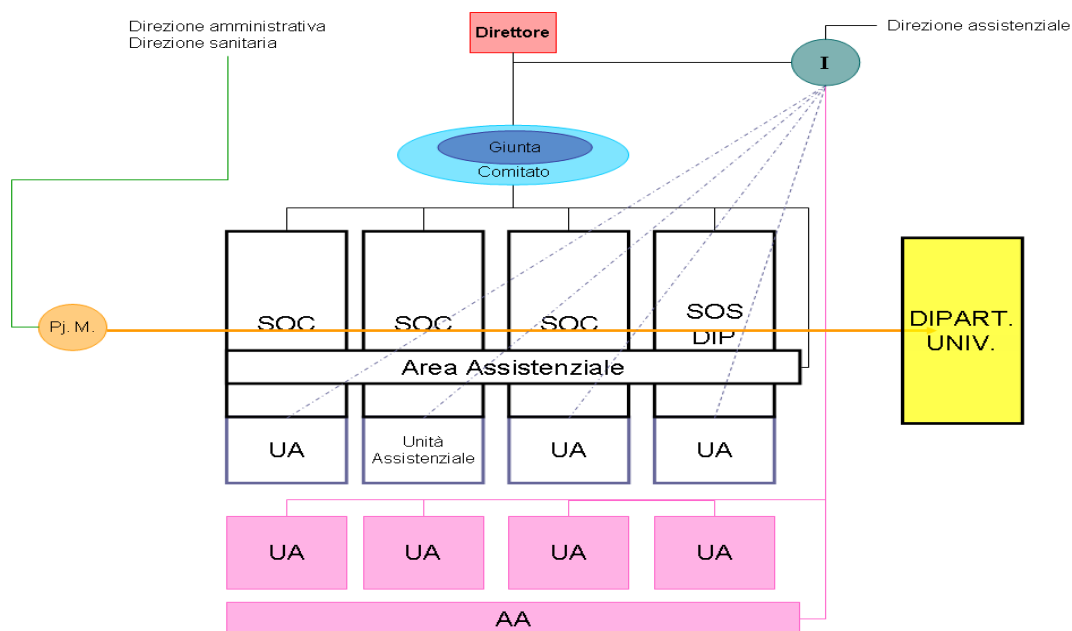 Direzione amministrativa
Direzione sanitaria
Direttore
Direzione assistenziale
I
Giunta
Comitato
SOC
SOC
SOC
SOS
DIP
Pj. M.
DIPART.
UNIV.
Area Assistenziale
UA
Unità
Assistenziale
UA
UA
UA
UA
UA
UA
AA